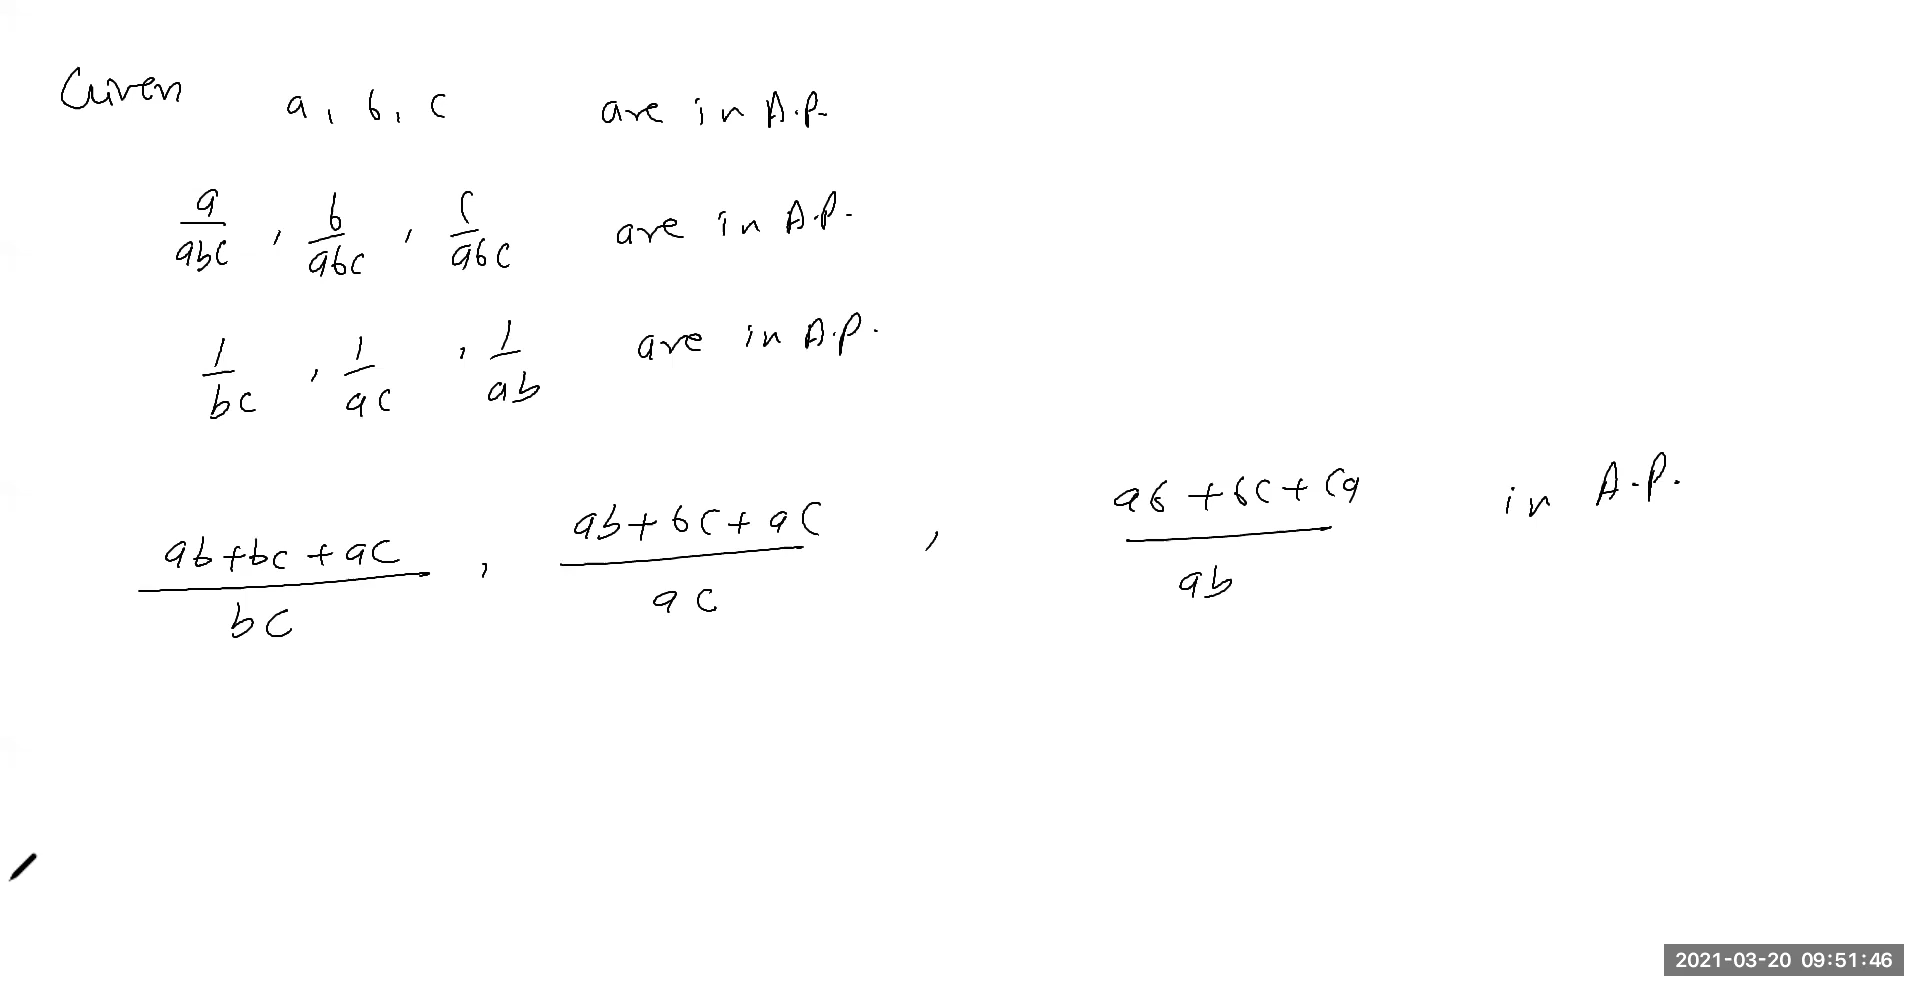 Given a, b, c are in A.P.
a/abc , b/abc , c/abc are in A.P.
1/bc , 1/ac , 1/ab are in A.P.
(ab+bc+ac)/bc , (ab+bc+ac)/ac , (ab+bc+ca)/ab in A.P.
2021-03-20 09:51:46